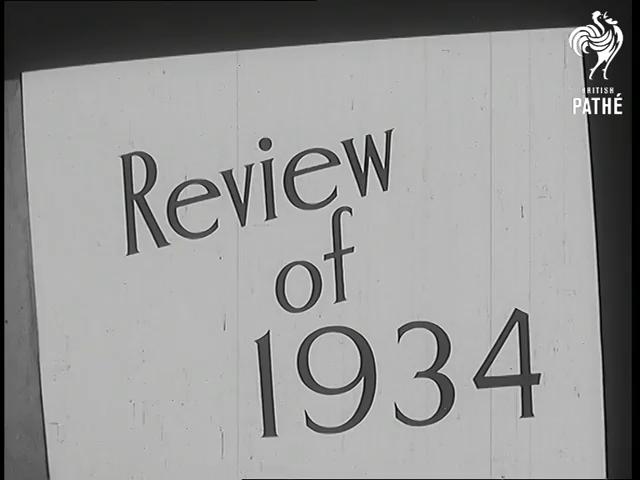 BRITISH
PATHÉ
Review
of
1934